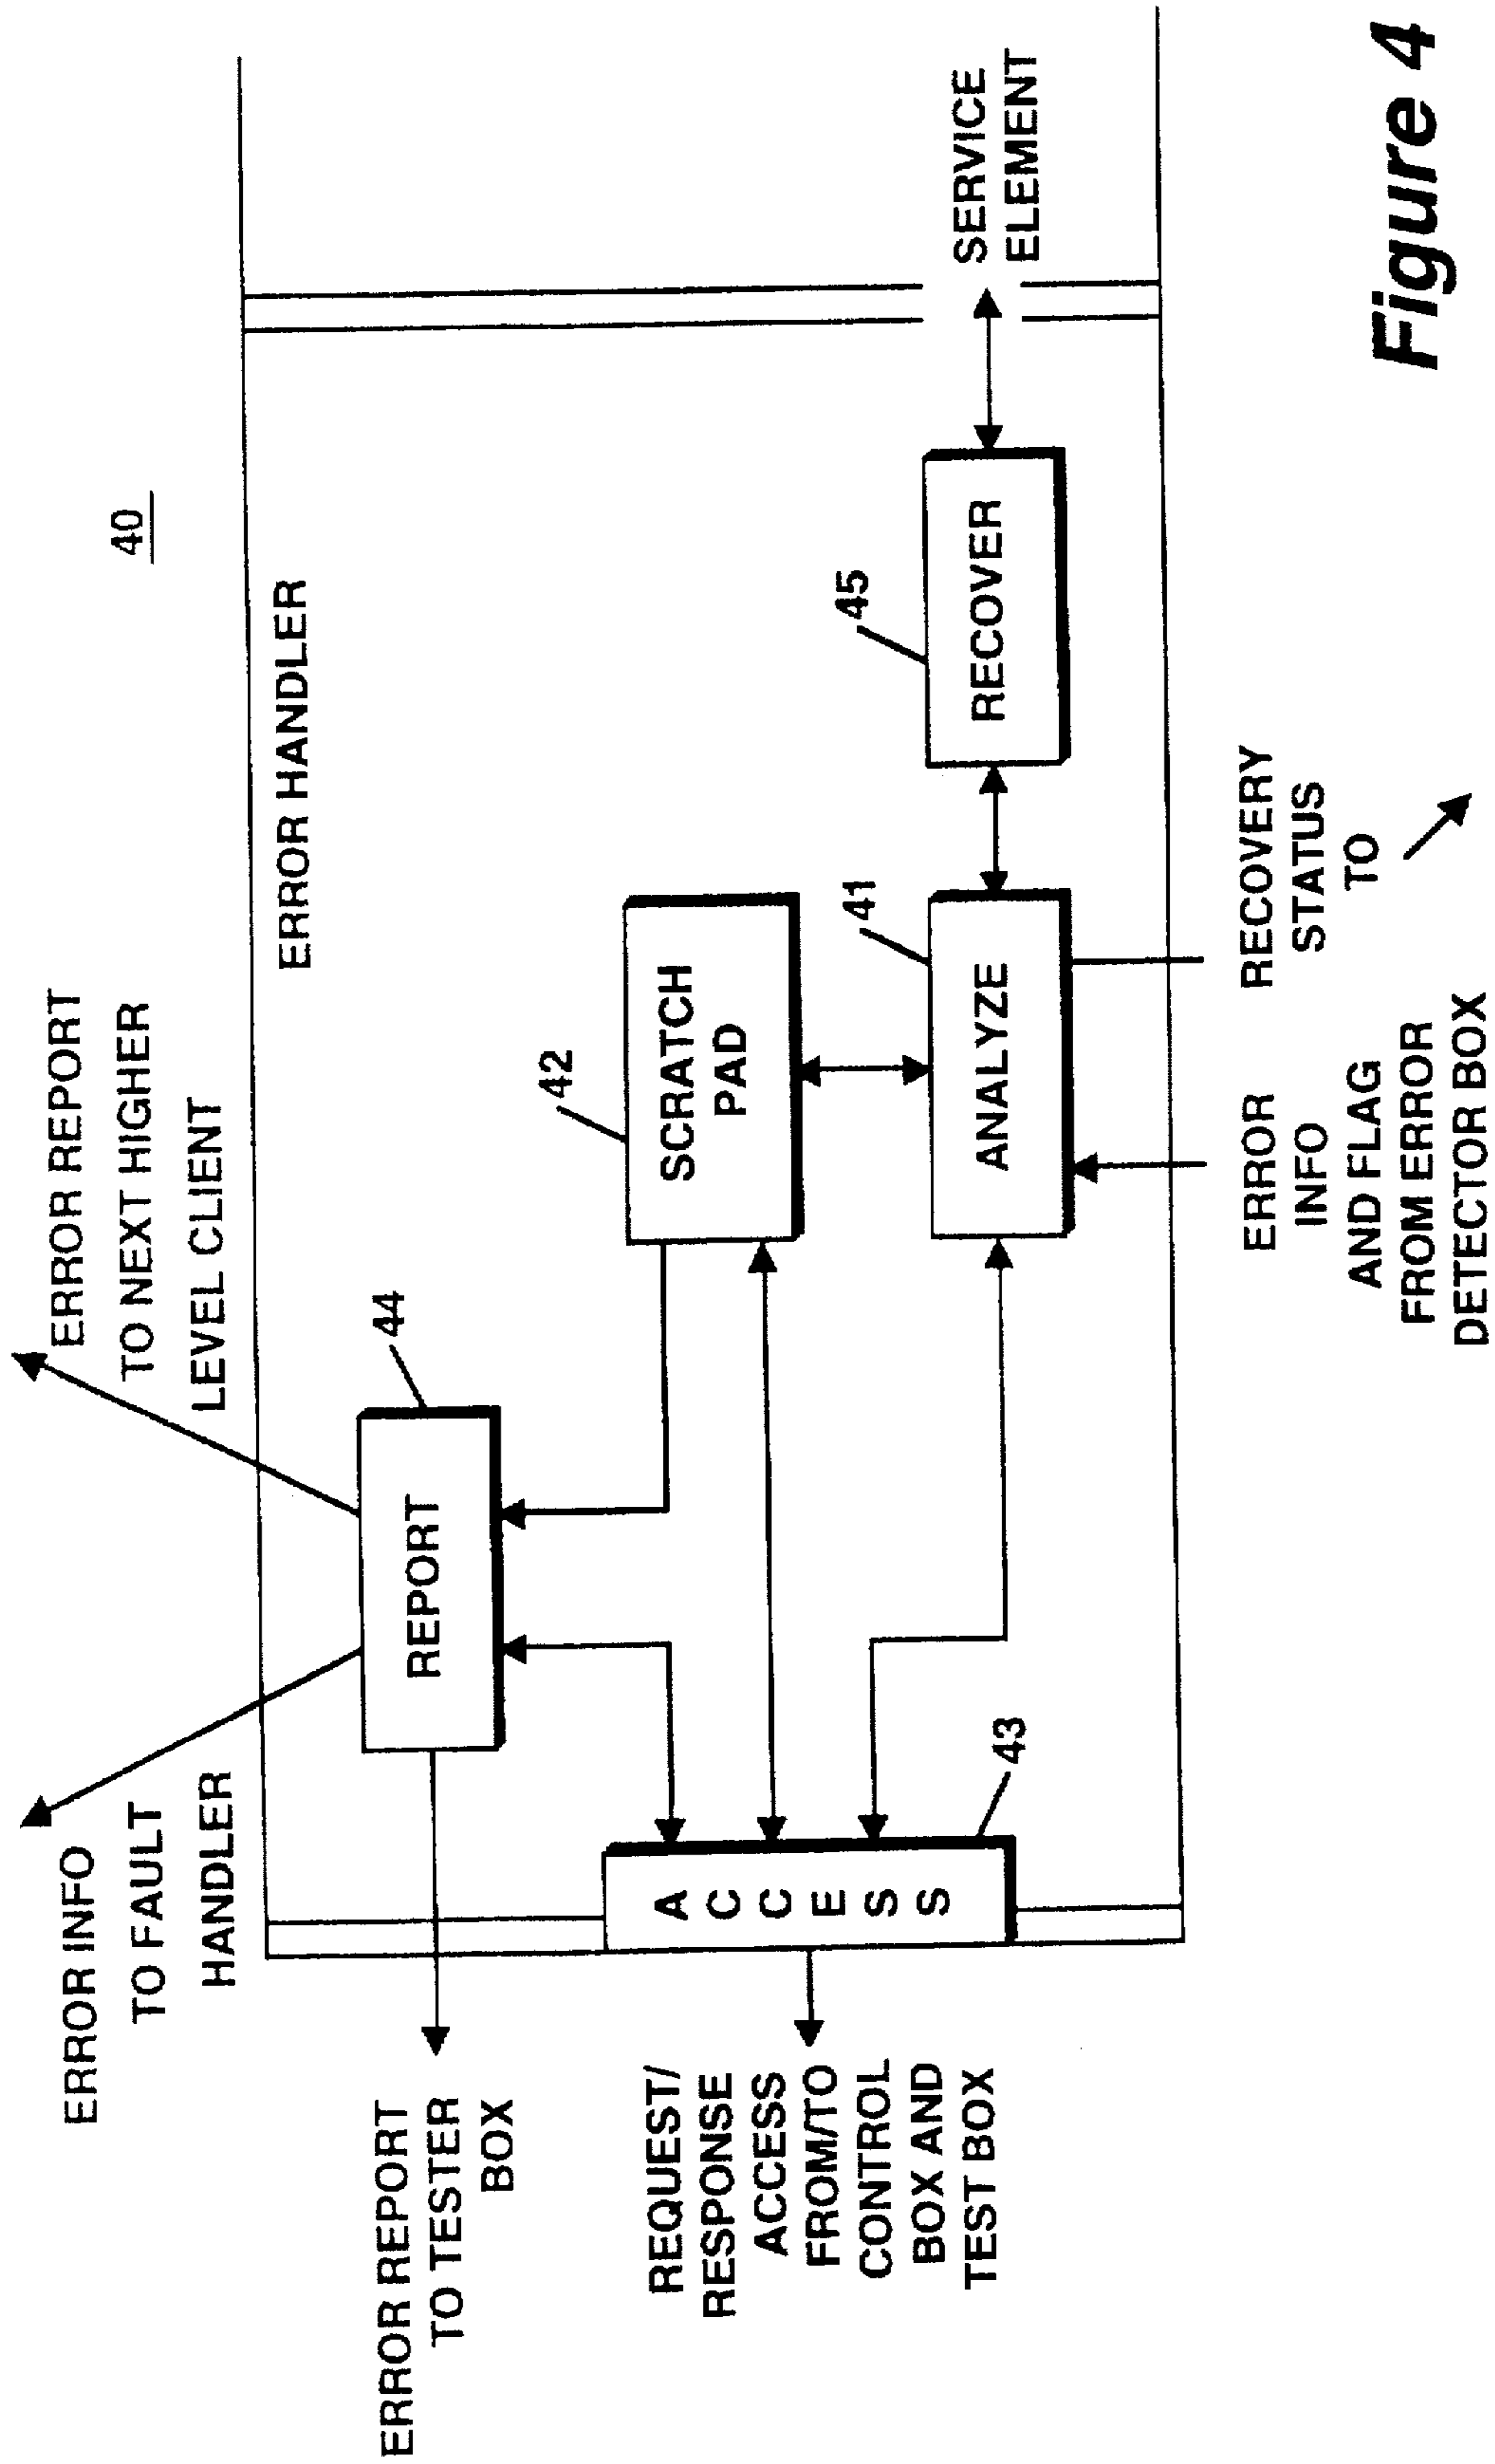 40
ERROR INFO
TO FAULT
HANDLER
ERROR REPORT
TO NEXT HIGHER
LEVEL CLIENT
ERROR HANDLER
ERROR REPORT
TO TESTER
BOX
REPORT
44
42
SCRATCH
PAD
REQUEST/
RESPONSE
ACCESS
FROM/TO
CONTROL
BOX AND
TEST BOX
A
C
C
E
S
S
43
41
ANALYZE
45
RECOVER
SERVICE
ELEMENT
ERROR
INFO
AND FLAG
FROM ERROR
DETECTOR BOX
RECOVERY
STATUS
TO
Figure 4